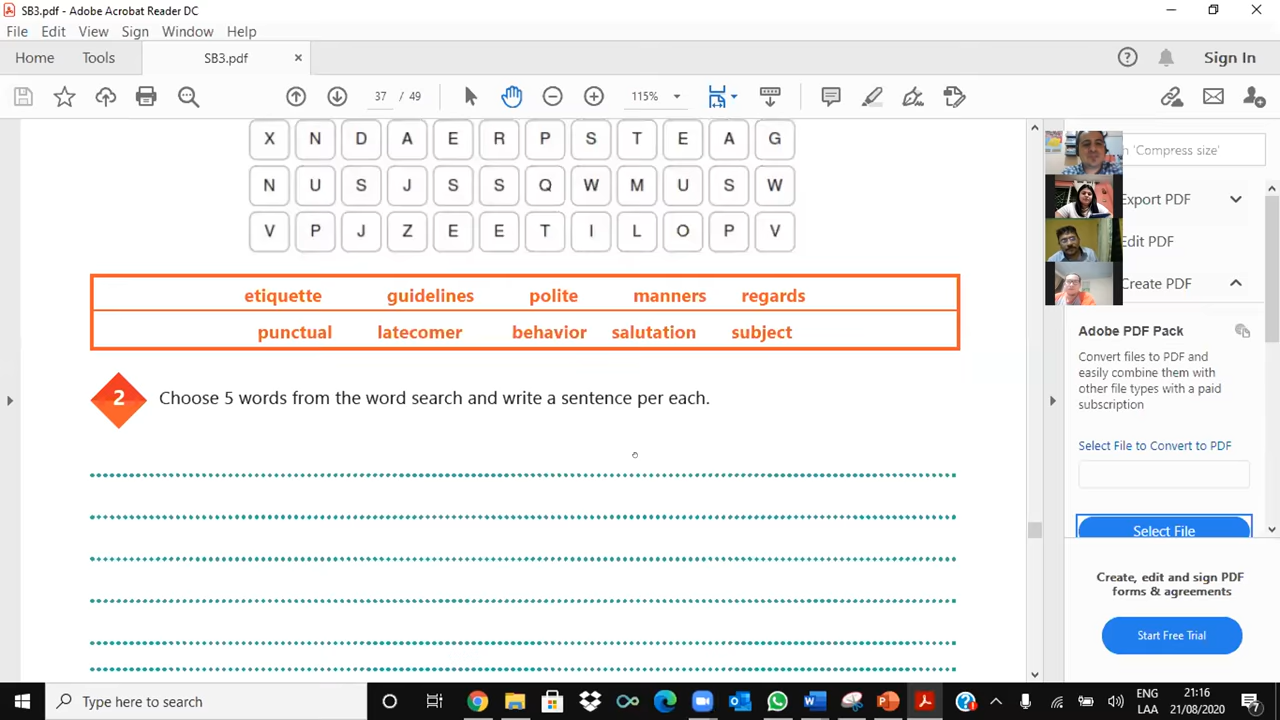 SB3.pdf - Adobe Acrobat Reader DC
File Edit View Sign Window Help
Home Tools SB3.pdf × Sign In
37 / 49 115%
X N D A E R P S T E A G
N U S J S S Q W M U S W
V P J Z E E T I L O P V
etiquette guidelines polite manners regards
punctual latecomer behavior salutation subject
2 Choose 5 words from the word search and write a sentence per each.
'Compress size'
Export PDF
Edit PDF
Create PDF
Adobe PDF Pack
Convert files to PDF and
easily combine them with
other file types with a paid
subscription
Select File to Convert to PDF
Select File
Create, edit and sign PDF
forms & agreements
Start Free Trial
Type here to search
ENG 21:16
LAA 21/08/2020
7